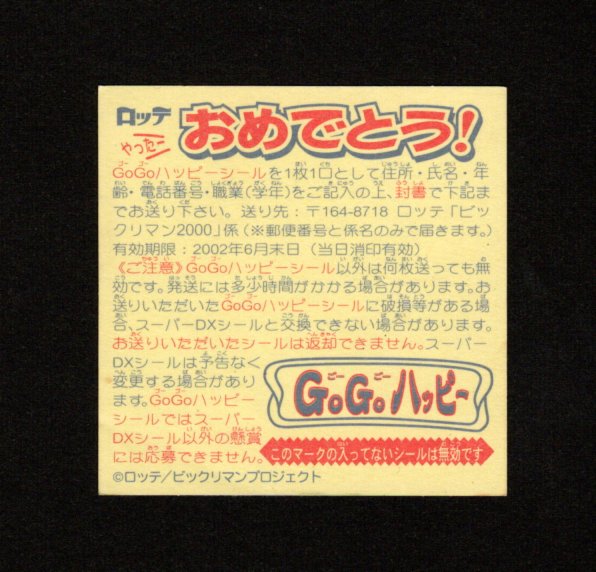 ロッテ
やったー
おめでとう!
GoGoハッピーシールを1枚1口として住所・氏名・年
齢・電話番号・職業(学年)をご記入の上、封書で下記ま
でお送り下さい。送り先:〒164-8718 ロッテ「ビック
リマン2000」係(※郵便番号と係名のみで届きます。)
有効期限:2002年6月末日(当日消印有効)
《ご注意》GoGoハッピーシール以外は何枚送っても無
効です。発送には多少時間がかかる場合があります。お
送りいただいたGoGoハッピーシールに破損等がある場
合、スーパーDXシールと交換できない場合があります。
お送りいただいたシールは返却できません。スーパー
DXシールは予告なく
変更する場合があり
ます。GoGoハッピー
シールではスーパー
DXシール以外の懸賞
には応募できません。
GoGoハッピー
このマークの入ってないシールは無効です
©ロッテ/ビックリマンプロジェクト